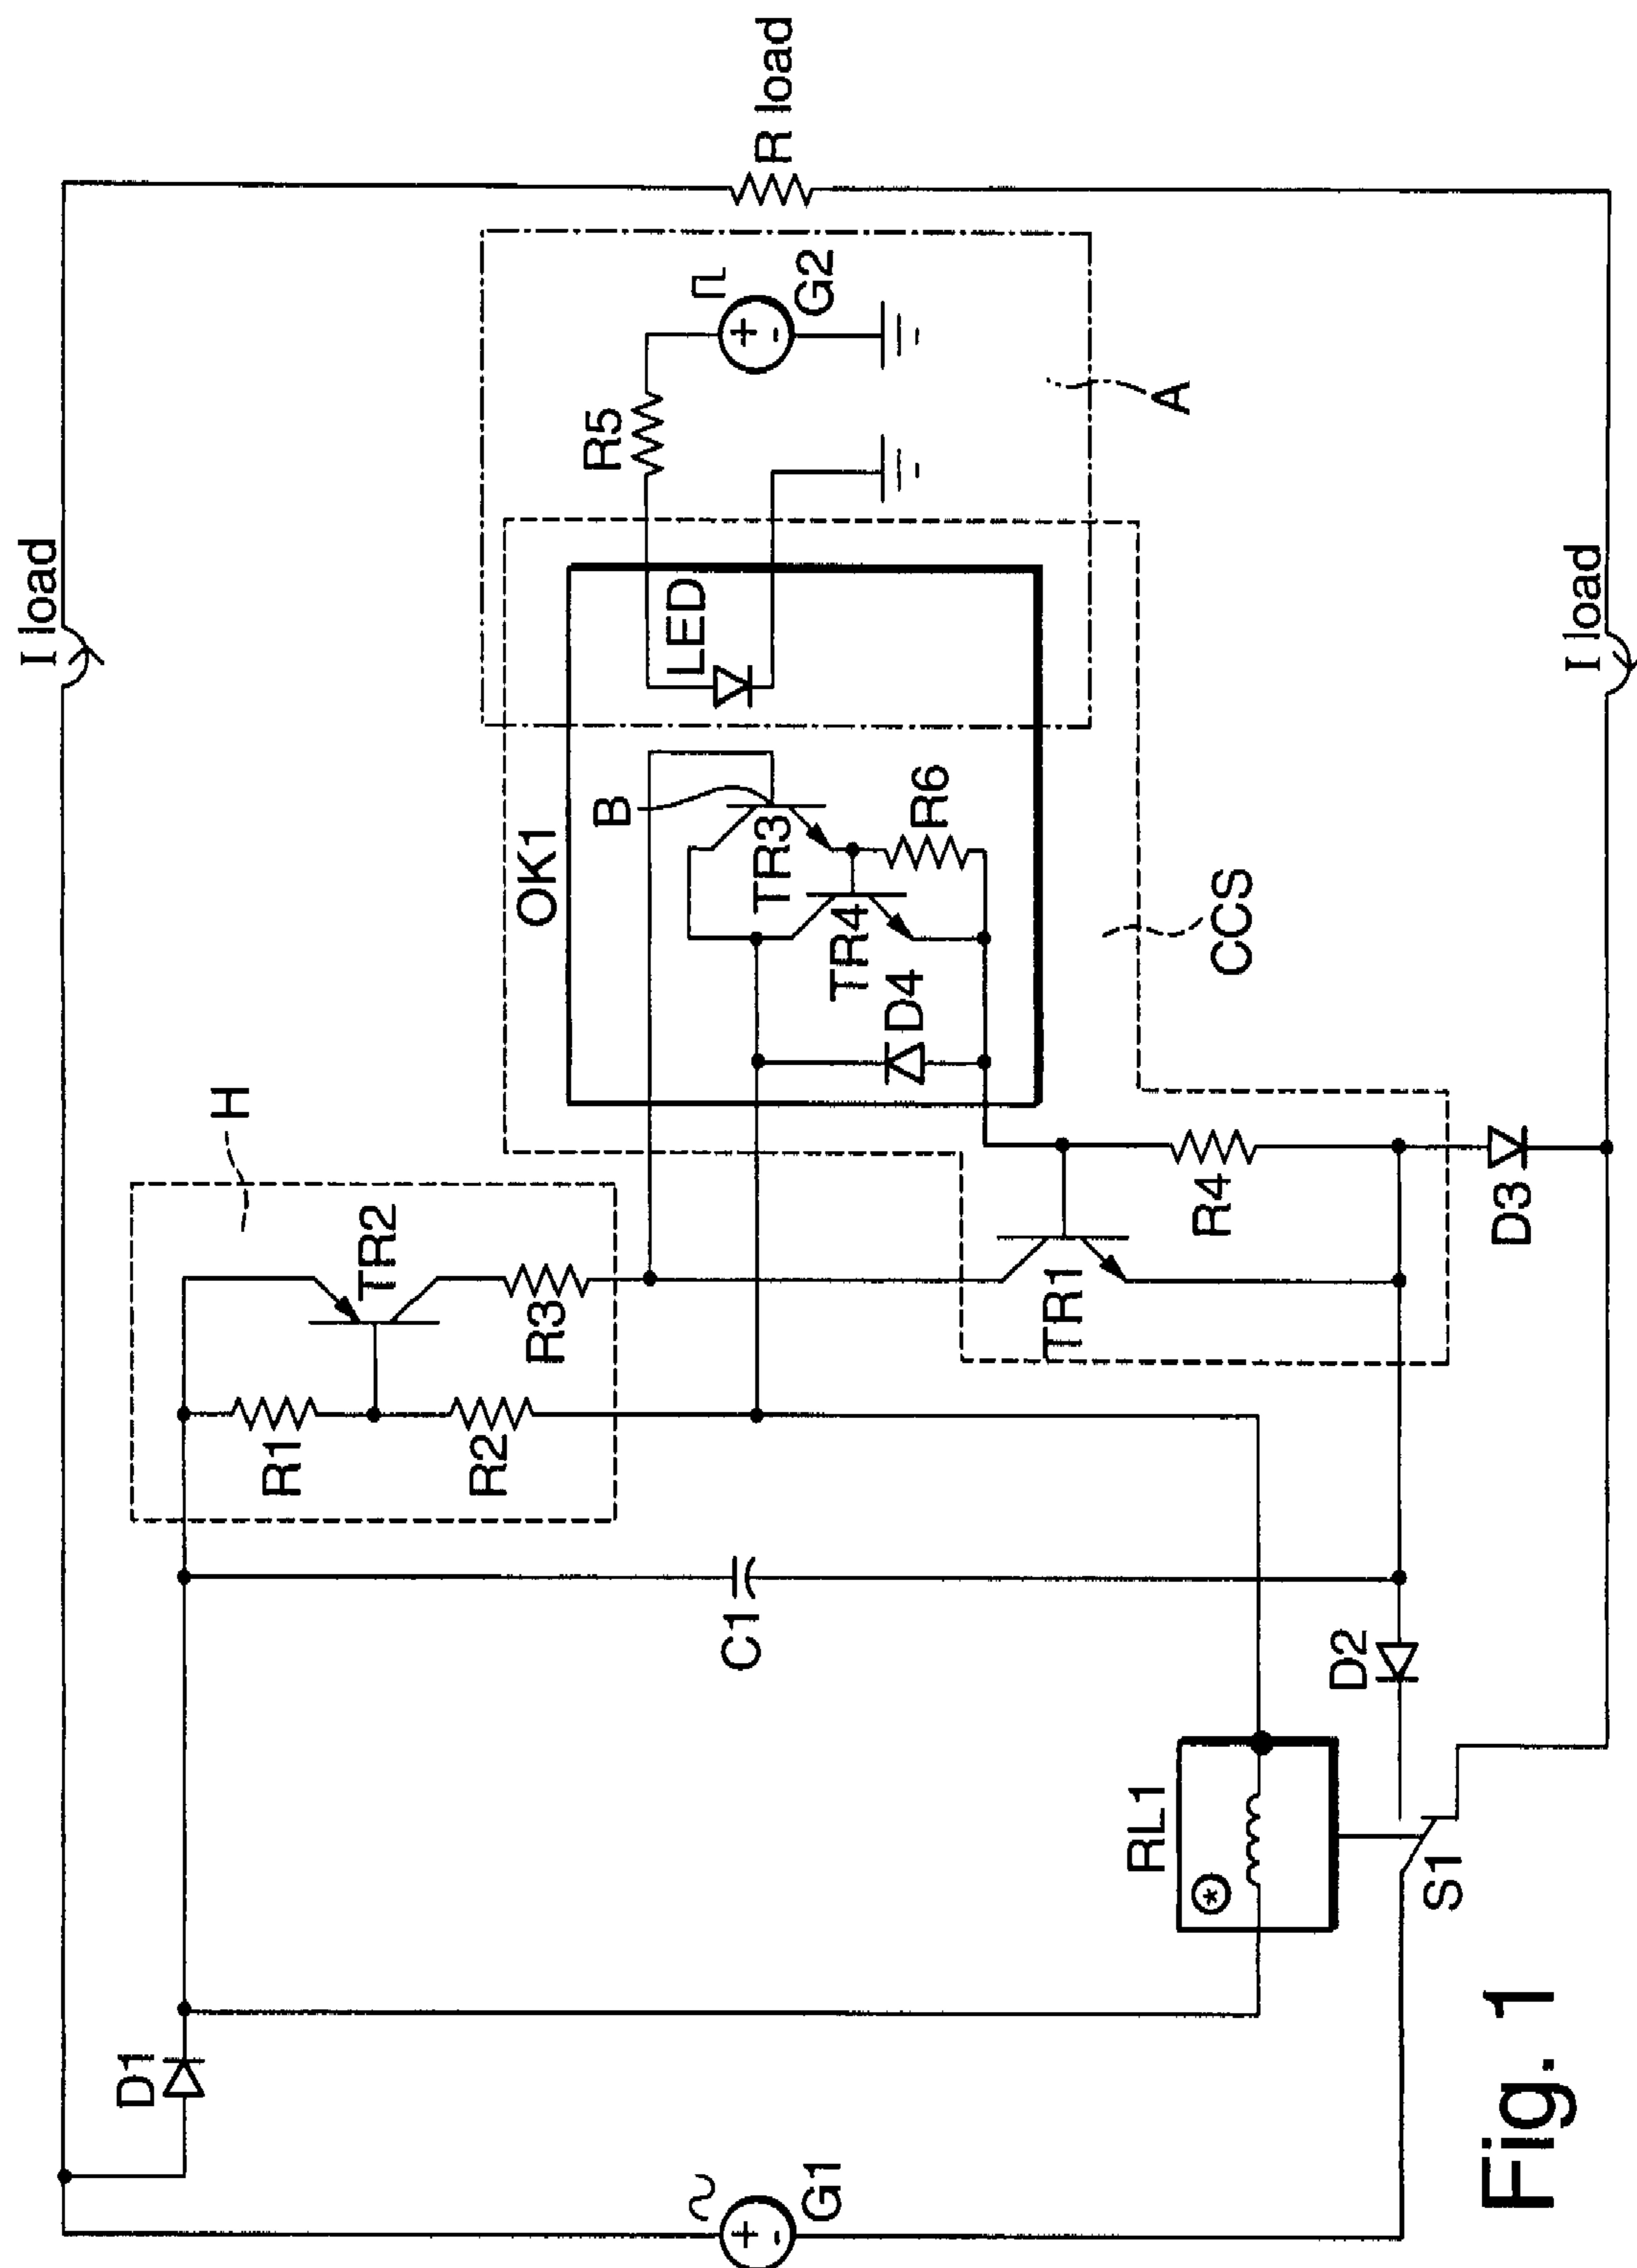 I load
D1
H
TR2
R1
R3
R2
OK1
B
LED
R5
G2
R load
G1
C1
TR3
TR4
R6
D4
A
RL1
*
TR1
R4
CCS
D2
S1
D3
I load
+
-
+
-
Fig. 1